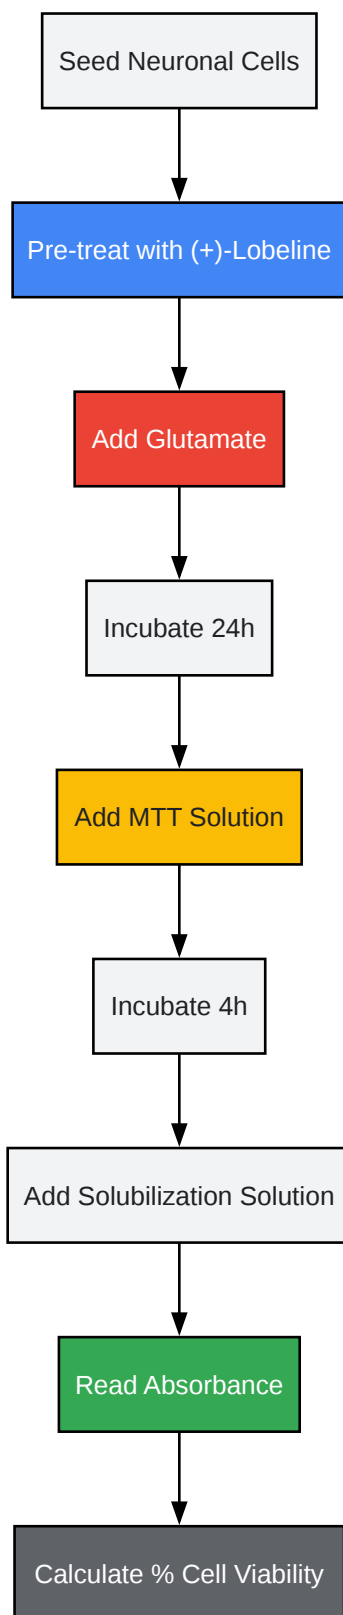 Seed Neuronal Cells
Pre-treat with (+)-Lobeline
Add Glutamate
Incubate 24h
Add MTT Solution
Incubate 4h
Add Solubilization Solution
Read Absorbance
Calculate % Cell Viability